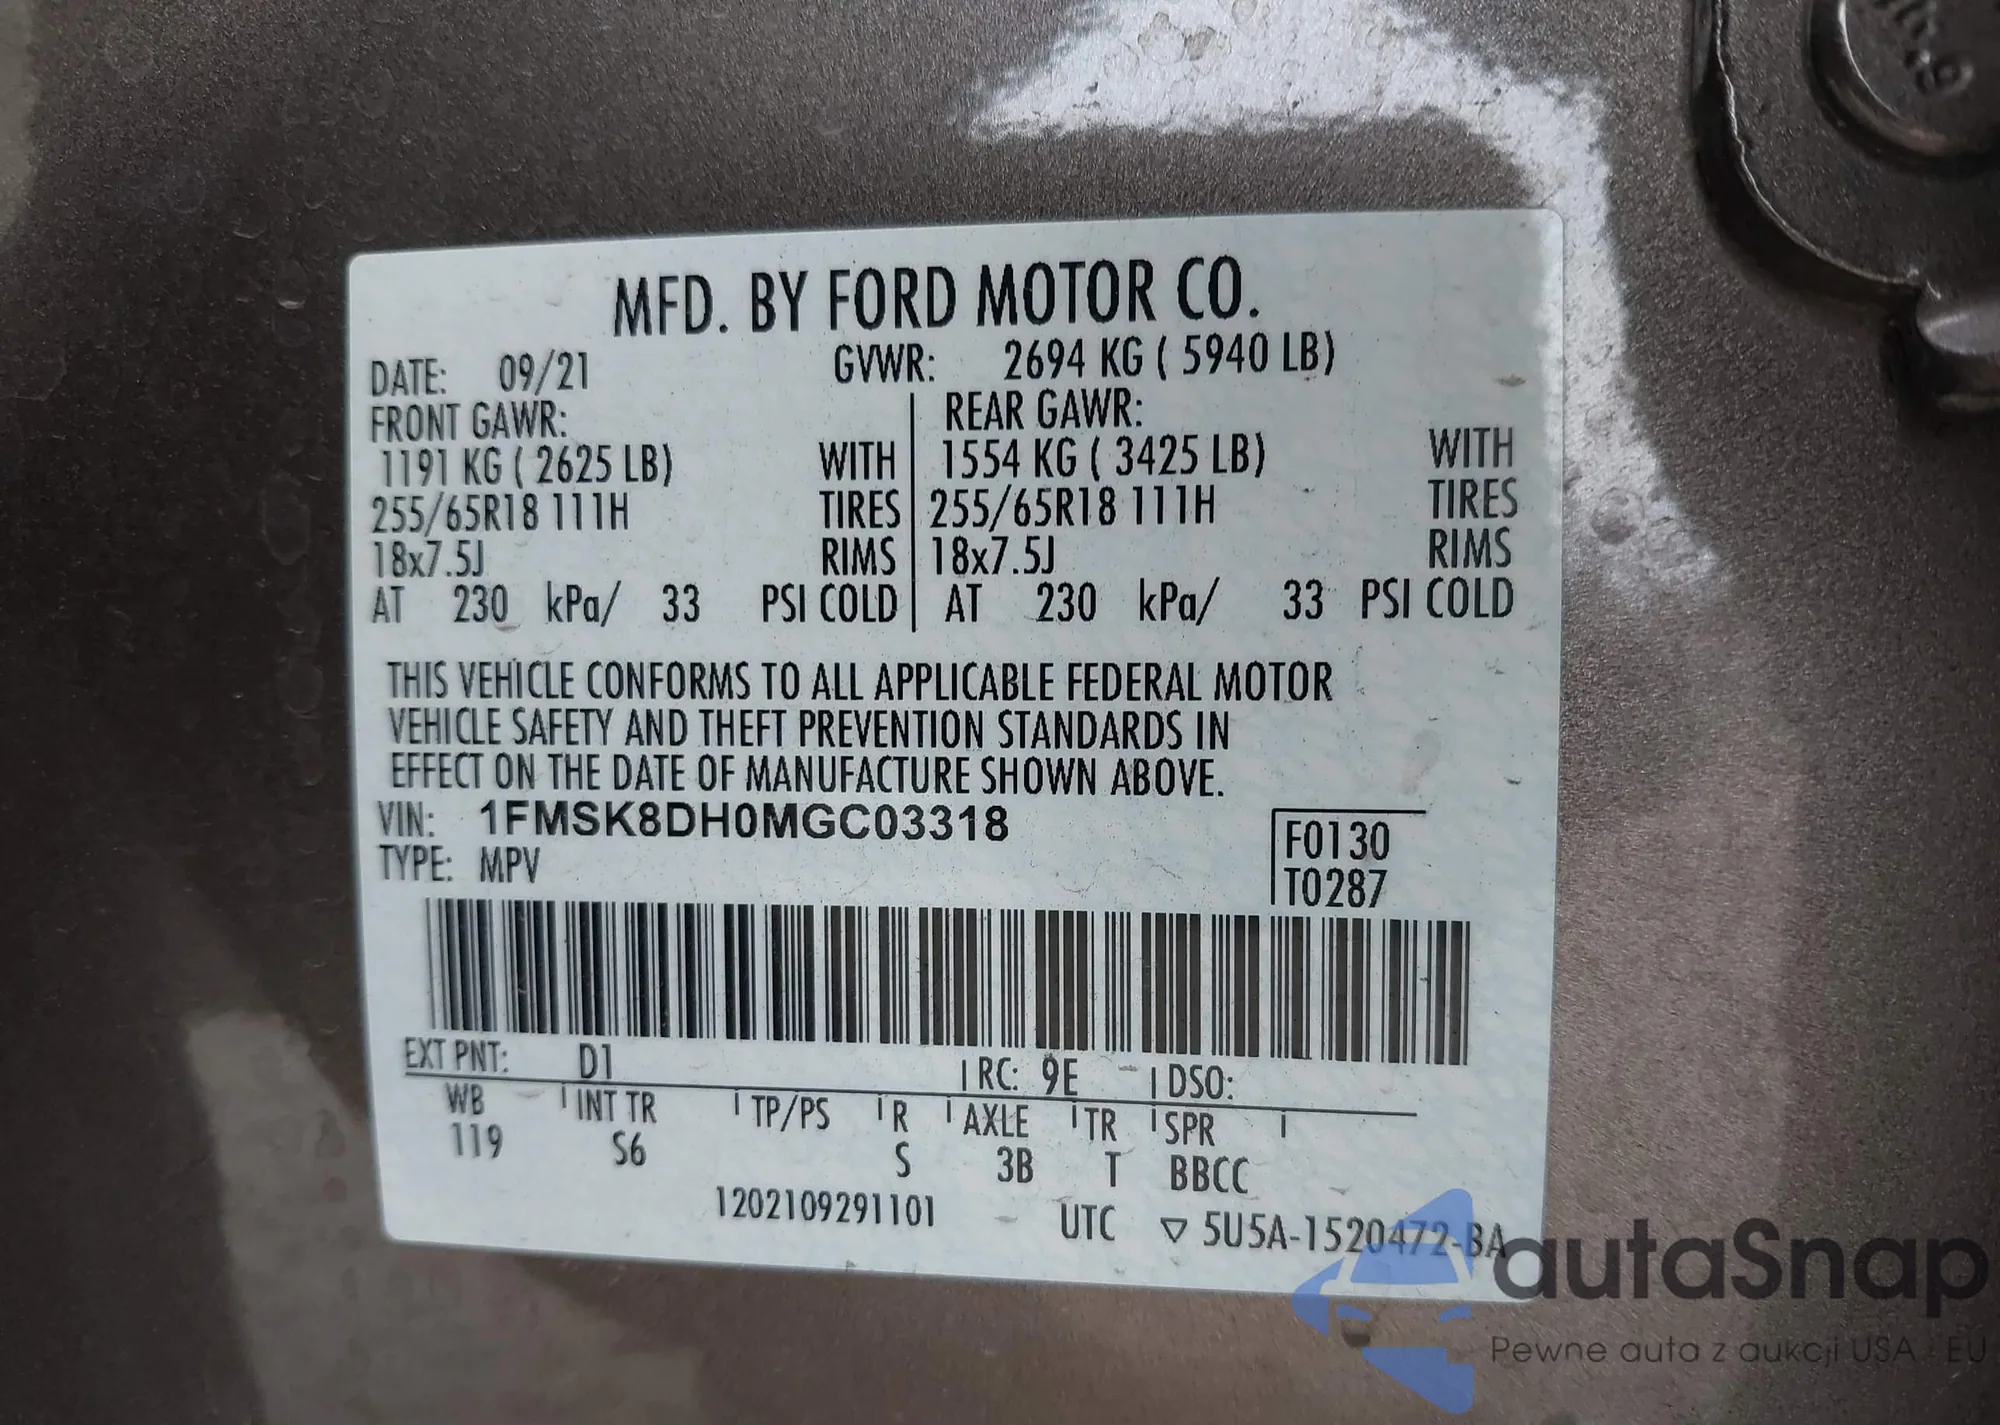 MFD. BY FORD MOTOR CO.
DATE: 09/21 GVWR: 2694 KG ( 5940 LB)
FRONT GAWR: REAR GAWR:
1191 KG ( 2625 LB) WITH 1554 KG ( 3425 LB) WITH
255/65R18 111H TIRES 255/65R18 111H TIRES
18x7.5J RIMS 18x7.5J RIMS
AT 230 kPa/ 33 PSI COLD AT 230 kPa/ 33 PSI COLD
THIS VEHICLE CONFORMS TO ALL APPLICABLE FEDERAL MOTOR
VEHICLE SAFETY AND THEFT PREVENTION STANDARDS IN
EFFECT ON THE DATE OF MANUFACTURE SHOWN ABOVE.
VIN: 1FMSK8DH0MGC03318
F0130
TYPE: MPV
T0287
EXT PNT: D1 RC: 9E DSO:
WB INT TR TP/PS R AXLE TR SPR
119 S6 S 3B T BBCC
1202109291101 UTC ▽ 5U5A-1520472-BA
autaSnap
Pewne auta z aukcji USA - EU